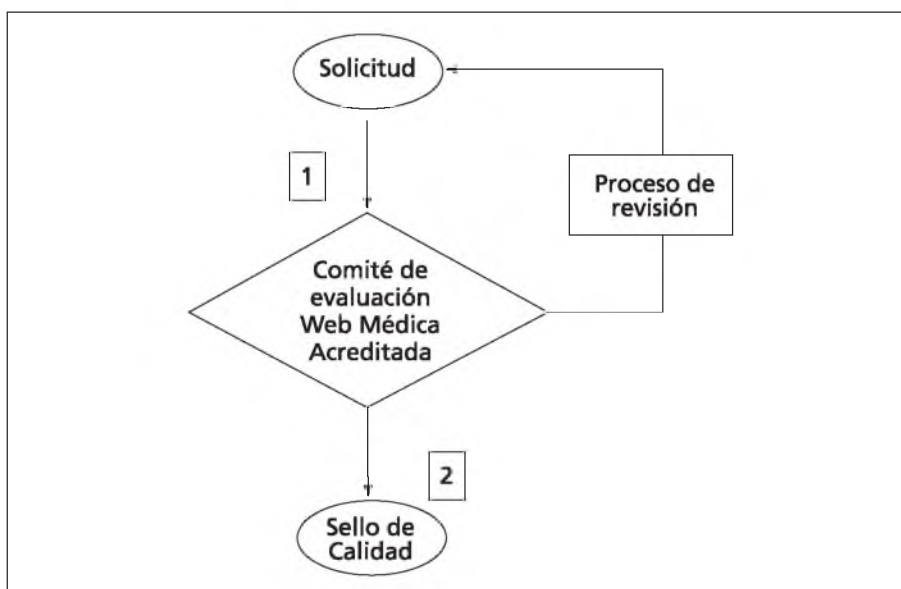 Solicitud
1
Proceso de
revisión
Comité de
evaluación
Web Médica
Acreditada
2
Sello de
Calidad